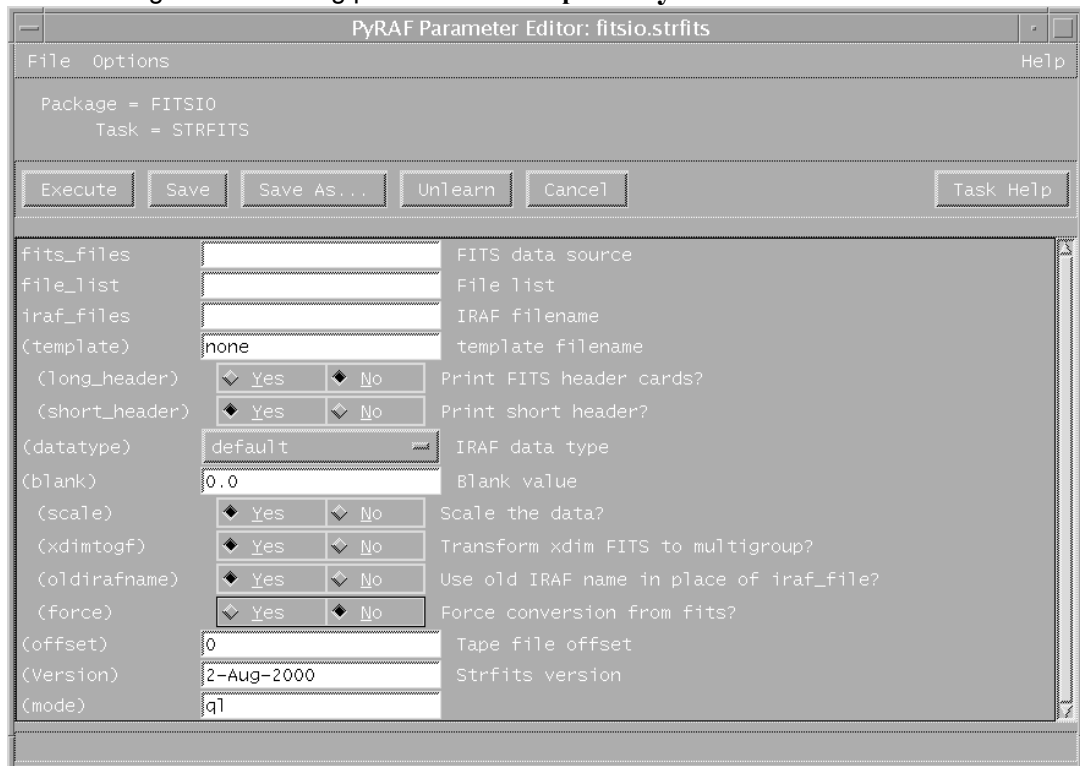 PyRAF Parameter Editor: fitsio.strfits
File Options Help
Package = FITSIO
Task = STRFITS
Execute Save Save As... Unlearn Cancel Task Help
fits_files FITS data source
file_list File list
iraf_files IRAF filename
(template) none template filename
(long_header) Yes No Print FITS header cards?
(short_header) Yes No Print short header?
(datatype) default IRAF data type
(blank) 0.0 Blank value
(scale) Yes No Scale the data?
(xdimtogf) Yes No Transform xdim FITS to multigroup?
(oldirafname) Yes No Use old IRAF name in place of iraf_file?
(force) Yes No Force conversion from fits?
(offset) 0 Tape file offset
(Version) 2-Aug-2000 Strfits version
(mode) ql